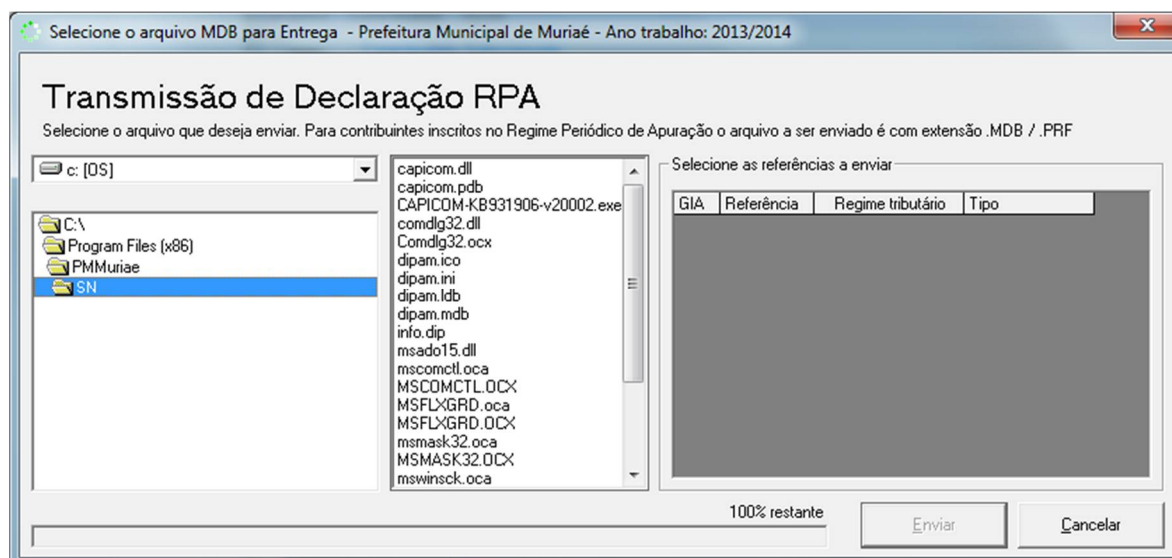 Selecione o arquivo MDB para Entrega - Prefeitura Municipal de Muriaé - Ano trabalho: 2013/2014
Transmissão de Declaração RPA
Selecione o arquivo que deseja enviar. Para contribuintes inscritos no Regime Periódico de Apuração o arquivo a ser enviado é com extensão .MDB / .PRF
c: [OS]
C:\
Program Files (x86)
PMMuriae
SN
capicom.dll
capicom.pdb
CAPICOM-KB931906-v20002.exe
comdlg32.dll
Comdlg32.ocx
dipam.ico
dipam.ini
dipam.ldb
dipam.mdb
info.dip
msado15.dll
mscomctl.oca
MSCOMCTL.OCX
MSFLXGRD.oca
MSFLXGRD.OCX
msmask32.oca
MSMASK32.OCX
mswinsck.oca
Selecione as referências a enviar
GIA Referência Regime tributário Tipo
100% restante
Enviar
Cancelar